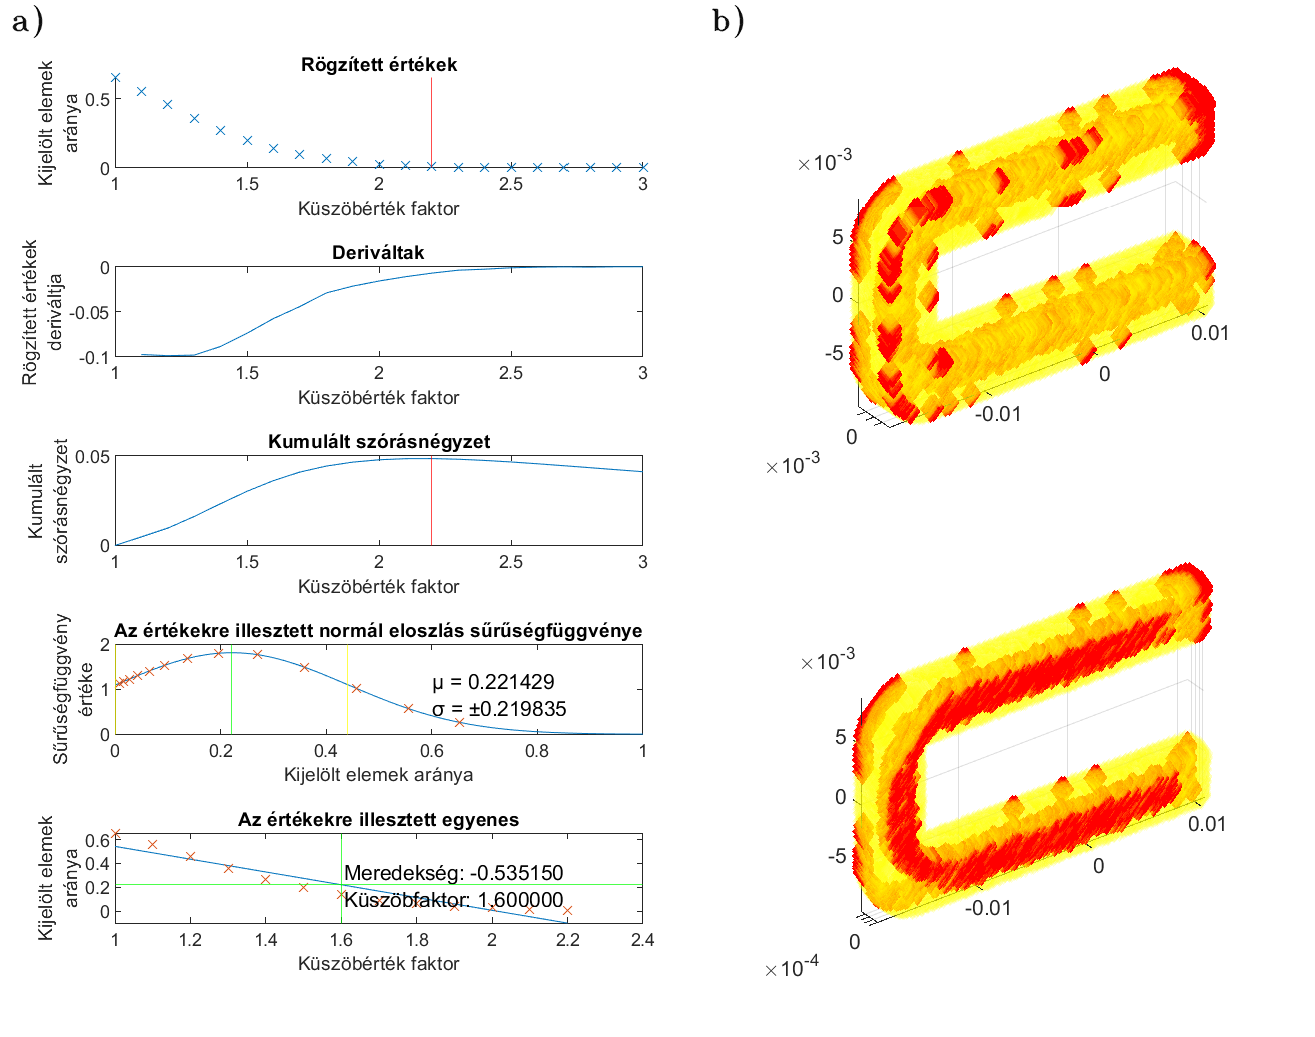 a)
Rögzített értékek
Kijelölt elemek
aránya
0.5
0
1
1.5
2
2.5
3
Küszöbérték faktor
Deriváltak
Rögzített értékek
deriváltja
0
-0.05
-0.1
1
1.5
2
2.5
3
Küszöbérték faktor
Kumulált szórásnégyzet
Kumulált
szórásnégyzet
0.05
0
1
1.5
2
2.5
3
Küszöbérték faktor
Az értékekre illesztett normál eloszlás sűrűségfüggvénye
Sűrűségfüggvény
értéke
2
1
0
μ = 0.221429
σ = ±0.219835
0
0.2
0.4
0.6
0.8
1
Kijelölt elemek aránya
Az értékekre illesztett egyenes
Kijelölt elemek
aránya
0.6
0.4
0.2
0
Meredekség: -0.535150
Küszöbfaktor: 1.600000
1
1.2
1.4
1.6
1.8
2
2.2
2.4
Küszöbérték faktor
b)
×10-3
5
0
-5
0.01
0
-0.01
0
×10-3
×10-3
5
0
-5
0.01
0
-0.01
0
×10-4